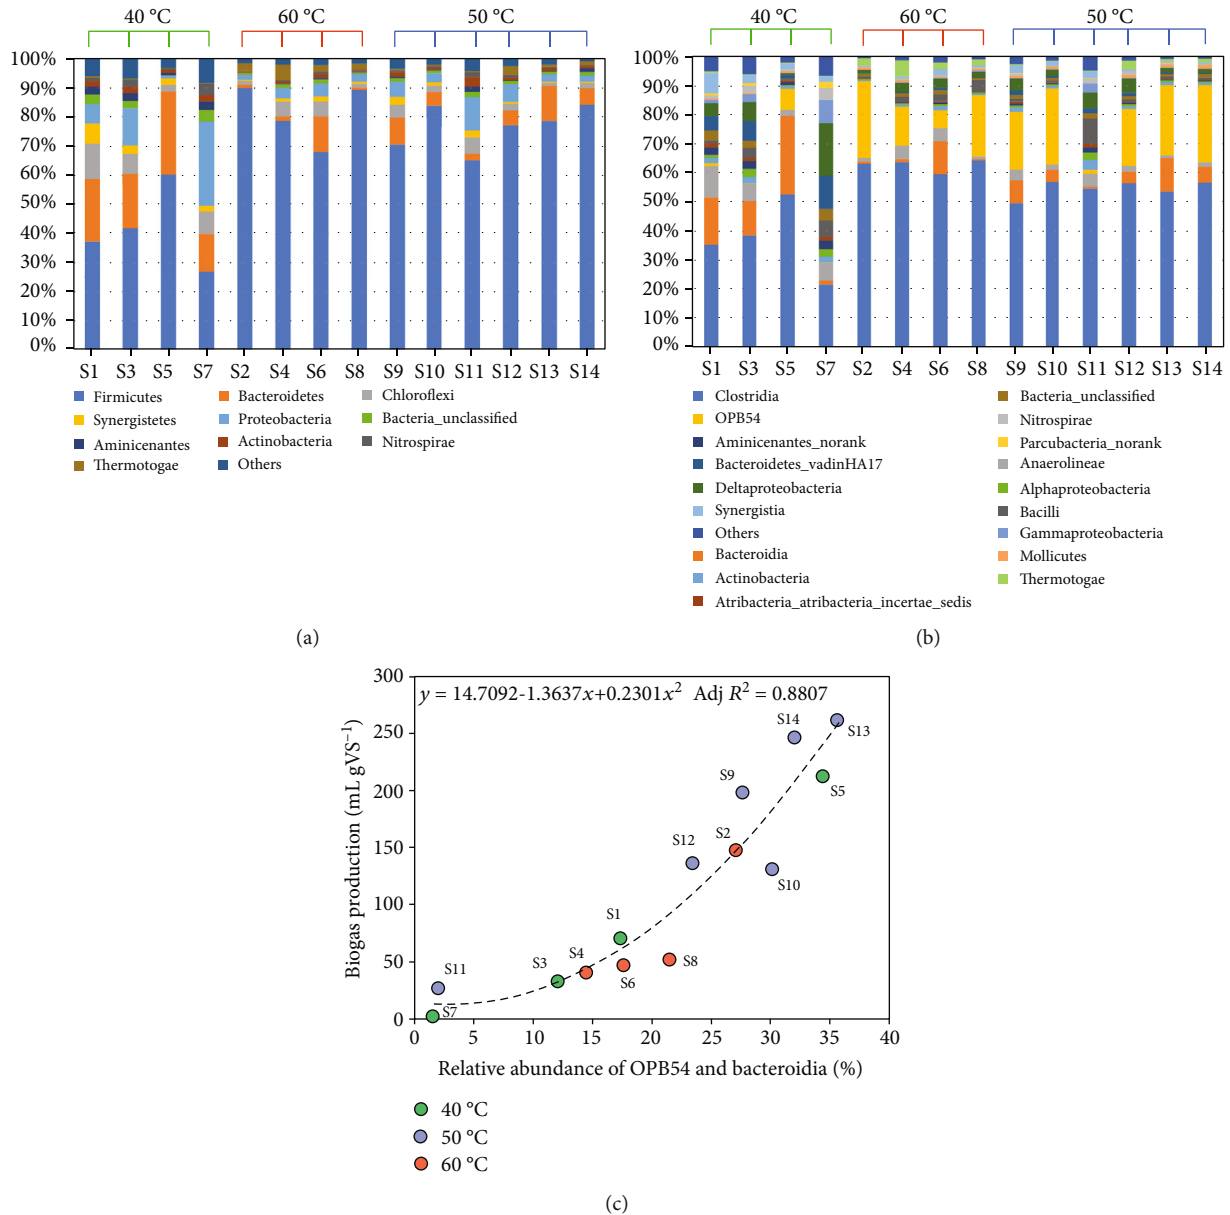 40 °C 60 °C 50 °C
100%
90%
80%
70%
60%
50%
40%
30%
20%
10%
0%
S1 S3 S5 S7 S2 S4 S6 S8 S9 S10 S11 S12 S13 S14
Firmicutes Bacteroidetes Chloroflexi
Synergistetes Proteobacteria Bacteria_unclassified
Aminicenantes Actinobacteria Nitrospirae
Thermotogae Others
(a)
40 °C 60 °C 50 °C
100%
90%
80%
70%
60%
50%
40%
30%
20%
10%
0%
S1 S3 S5 S7 S2 S4 S6 S8 S9 S10 S11 S12 S13 S14
Clostridia Bacteria_unclassified
OPB54 Nitrospirae
Aminicenantes_norank Parcubacteria_norank
Bacteroidetes_vadinHA17 Anaerolineae
Deltaproteobacteria Alphaproteobacteria
Synergistia Bacilli
Others Gammaproteobacteria
Bacteroidia Mollicutes
Actinobacteria Thermotogae
Atribacteria_atribacteria_incertae_sedis
(b)
y = 14.7092-1.3637x+0.2301x² Adj R² = 0.8807
Biogas production (mL gVS⁻¹)
300
250
200
150
100
50
0
S14
S13
S9
S5
S12
S2
S10
S1
S4
S3
S8
S11
S6
S7
0 5 10 15 20 25 30 35 40
Relative abundance of OPB54 and bacteroidia (%)
40 °C
50 °C
60 °C
(c)